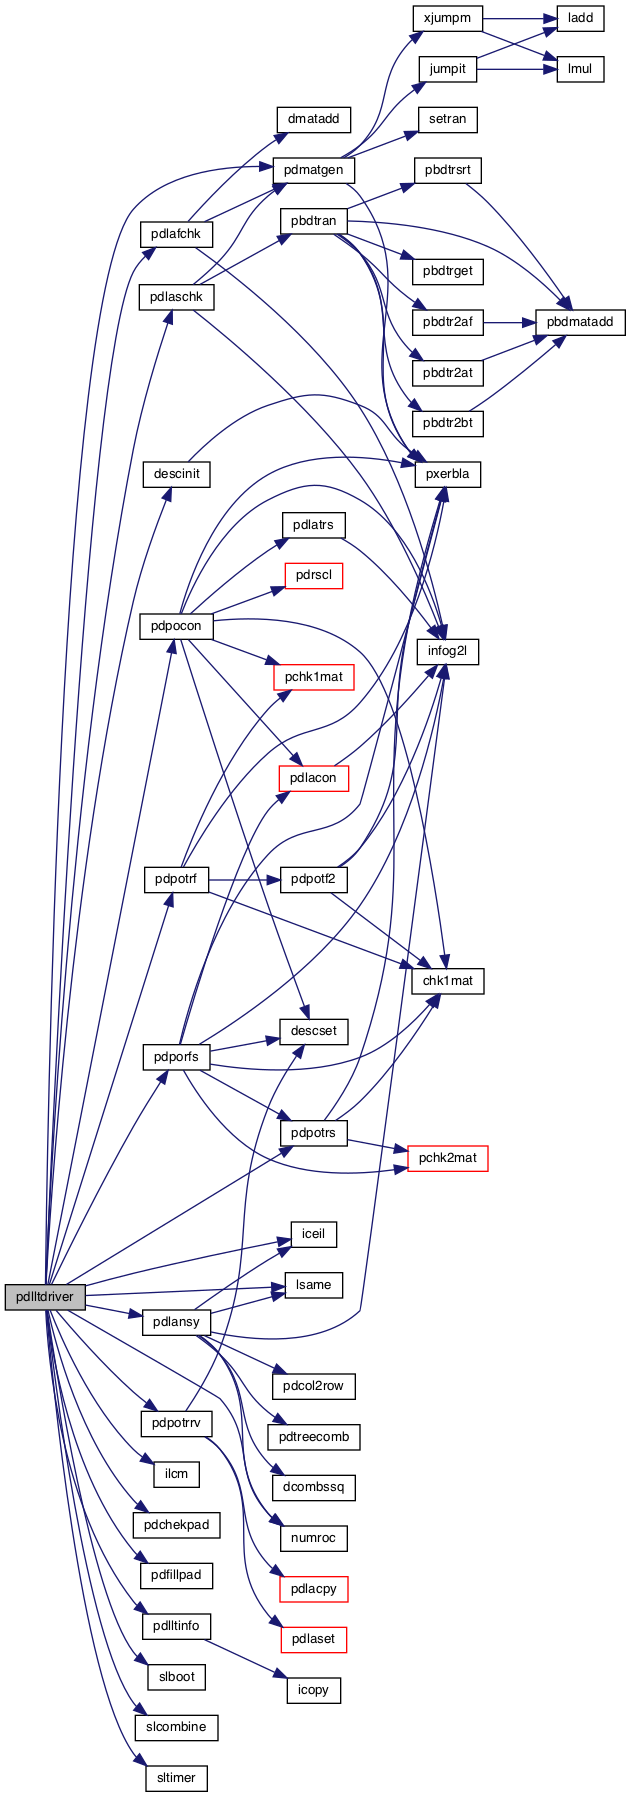 xjumpm
ladd
jumpit
lmul
dmatadd
setran
pdmatgen
pbdtrsrt
pbdtran
pdlafchk
pbdtrget
pdlaschk
pbdtr2af
pbdmatadd
pbdtr2at
pbdtr2bt
descinit
pxerbla
pdlatrs
pdrscl
pdpocon
infog2l
pchk1mat
pdlacon
pdpotrf
pdpotf2
chk1mat
descset
pdporfs
pdpotrs
pchk2mat
iceil
lsame
pdlltdriver
pdlansy
pdcol2row
pdpotrrv
pdtreecomb
ilcm
dcombssq
pdchekpad
numroc
pdfillpad
pdlacpy
pdlltinfo
pdlaset
slboot
icopy
slcombine
sltimer